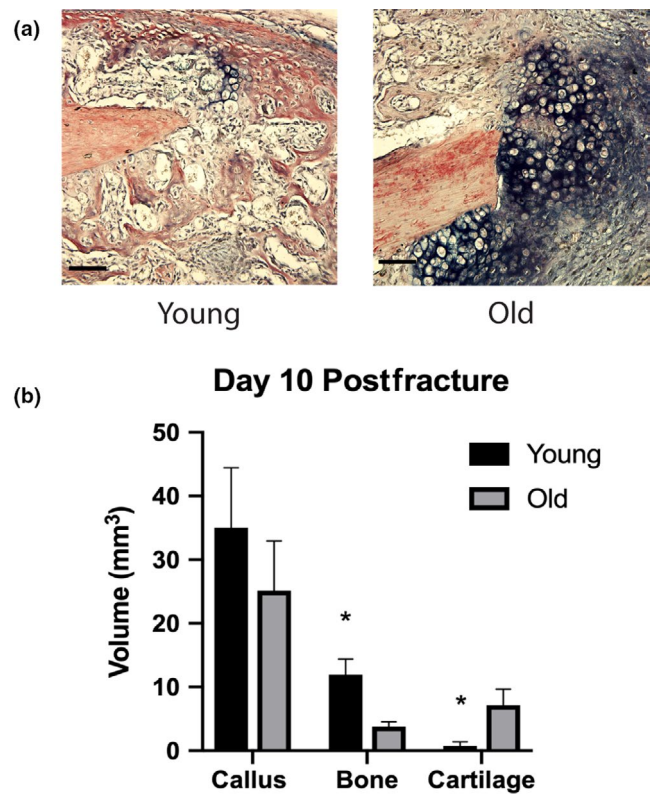 (a)
Young
Old
(b)
Day 10 Postfracture
Volume (mm³)
50
40
30
20
10
0
Young
Old
*
*
Callus
Bone
Cartilage